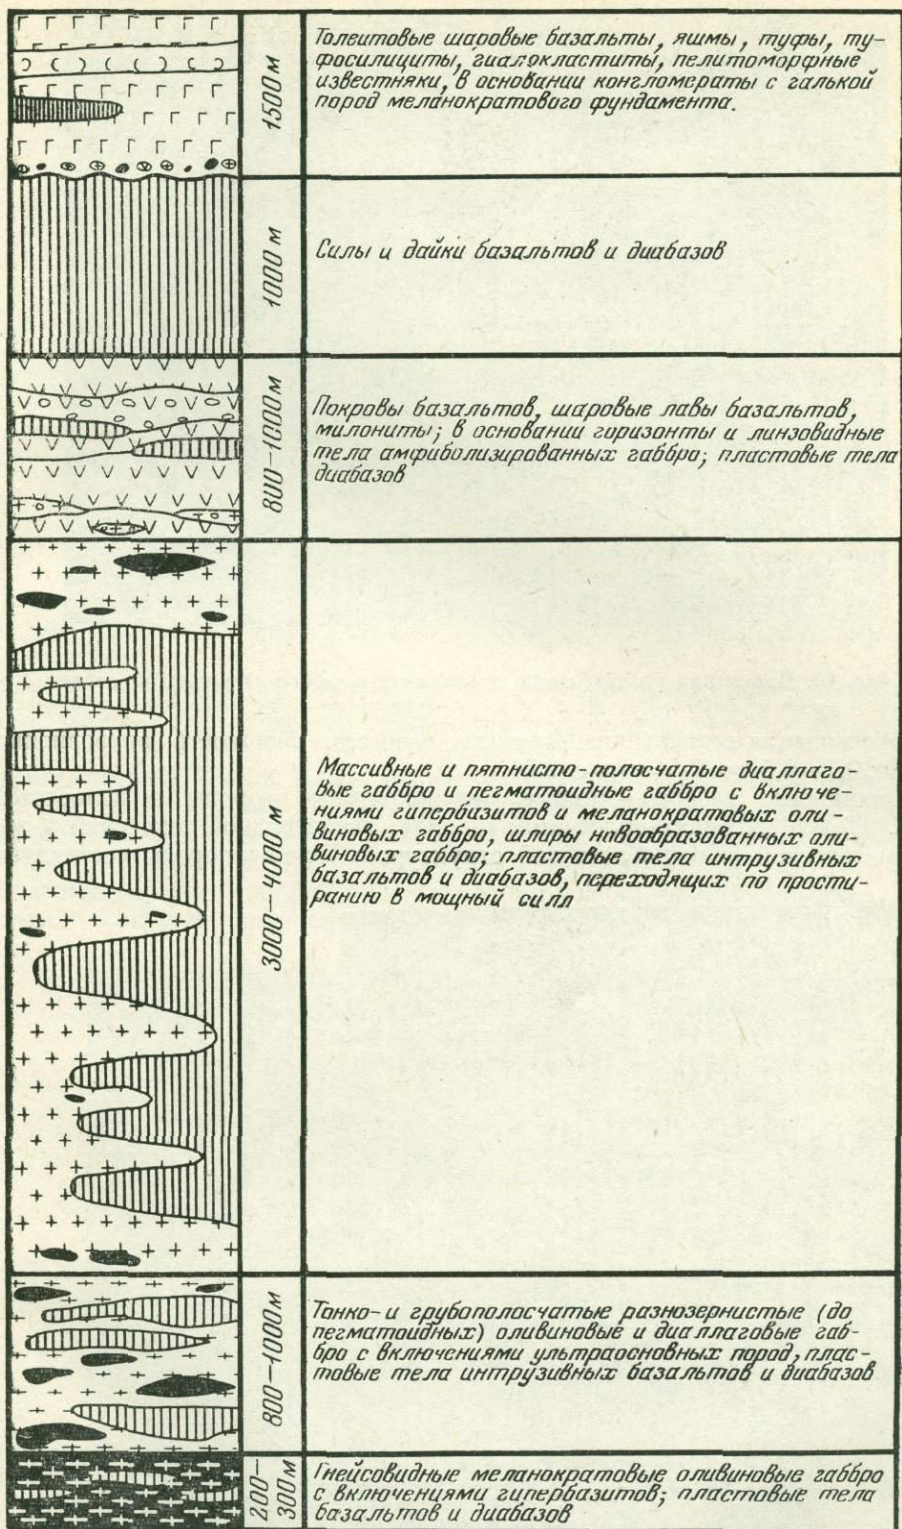 1500 м
Толеитовые шаровые базальты, яшмы, туфы, ту-
фосилициты, гиалокластиты, пелитоморфные
известняки, в основании конгломераты с галькой
пород меланократового фундамента.
1000 м
Силы и дайки базальтов и диабазов
800-1000м
Покровы базальтов, шаровые лавы базальтов,
милониты; в основании горизонты и линзовидные
тела амфиболизированных габбро; пластовые тела
диабазов
3000-4000 м
Массивные и пятнисто-полосчатые диаллаго-
вые габбро и пегматоидные габбро с включе-
ниями гипербизитов и меланократовых оли-
виновых габбро, шлиры новообразованных оли-
виновых габбро; пластовые тела интрузивных
базальтов и диабазов, переходящих по прости-
ранию в мощный силл
800-1000м
Тонко- и грубополосчатые разнозернистые (до
пегматоидных) оливиновые и диаллаговые габ-
бро с включениями ультраосновных пород, плас-
товые тела интрузивных базальтов и диабазов
200-
300м
Гнейсовидные меланократовые оливиновые габбро
с включениями гипербазитов; пластовые тела
базальтов и диабазов